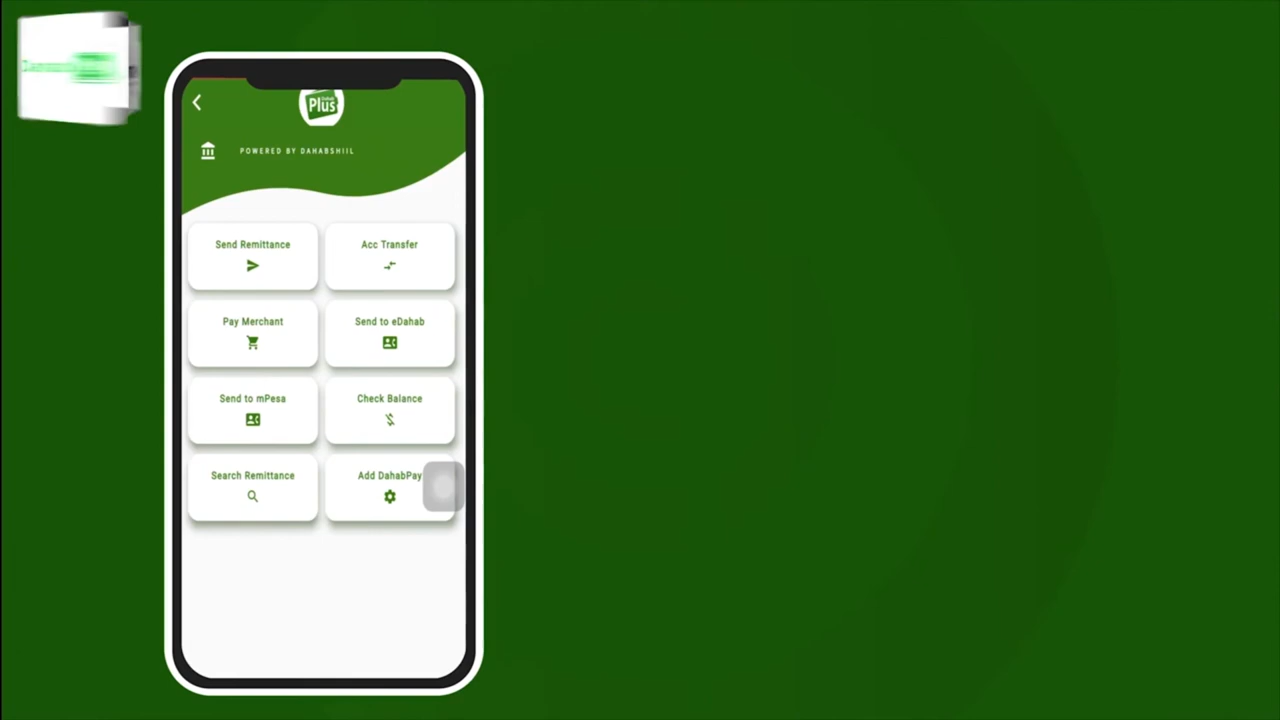 Dahab
Plus
POWERED BY DAHABSHIIL
Send Remittance
Acc Transfer
Pay Merchant
Send to eDahab
Send to mPesa
Check Balance
Search Remittance
Add DahabPay